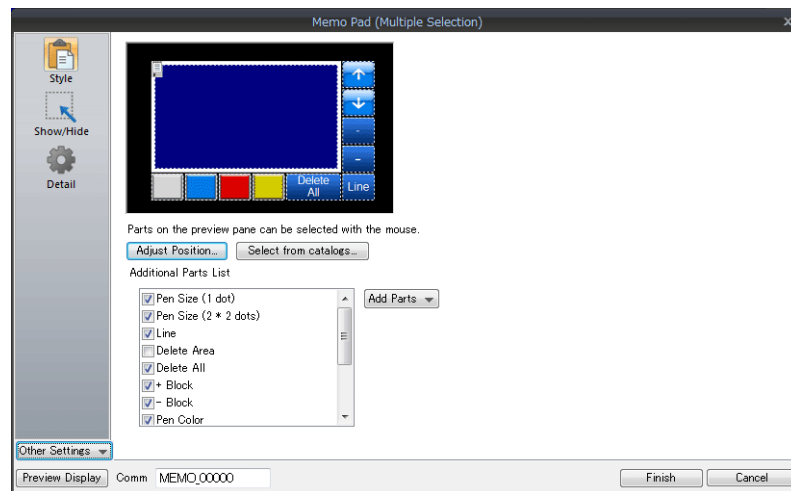 Memo Pad (Multiple Selection)
Style
Show/Hide
Detail
Delete All
Line
Parts on the preview pane can be selected with the mouse.
Adjust Position...
Select from catalogs...
Additional Parts List
Pen Size (1 dot)
Pen Size (2 * 2 dots)
Line
Delete Area
Delete All
+ Block
- Block
Pen Color
Add Parts
Other Settings
Preview Display
Comm
MEMO_00000
Finish
Cancel